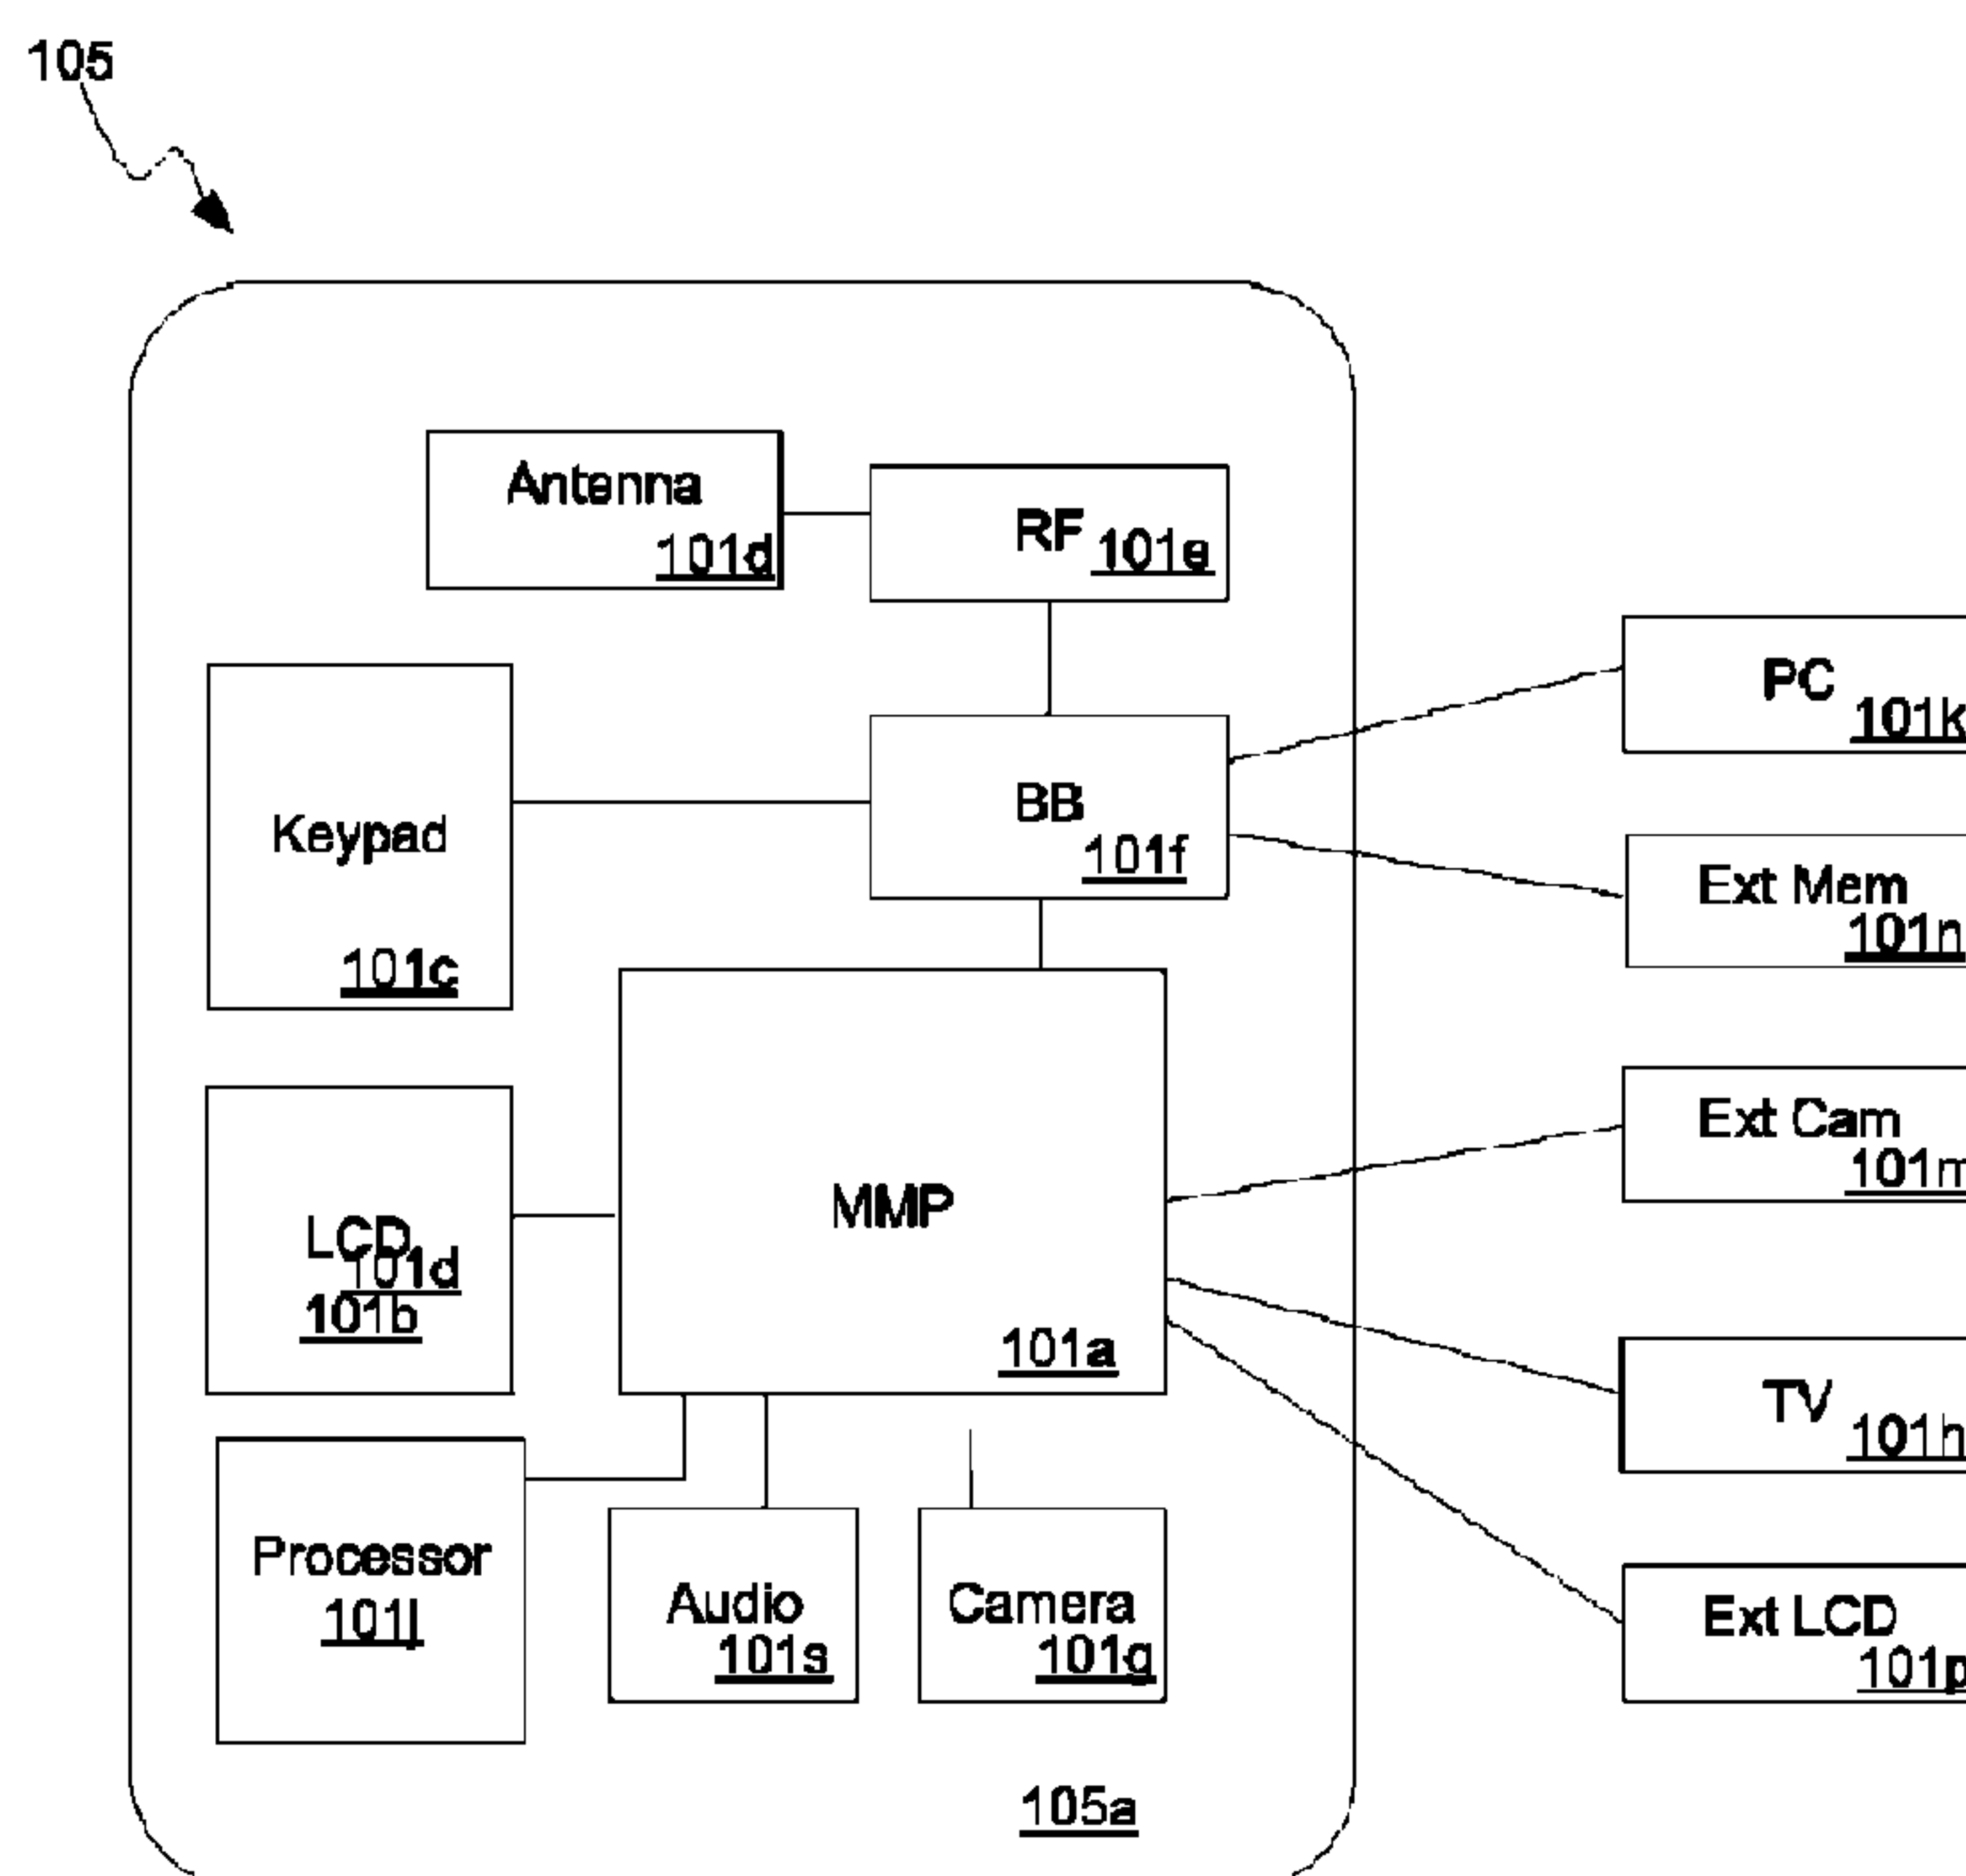 105
Antenna
101d
RF 101e
PC
101k
BB
101f
Keypad
101c
Ext Mem
101n
Ext Cam
101m
MMP
101a
LCD
101d
101b
TV
101h
Processor
101j
Audio
101s
Camera
101g
Ext LCD
101p
105a